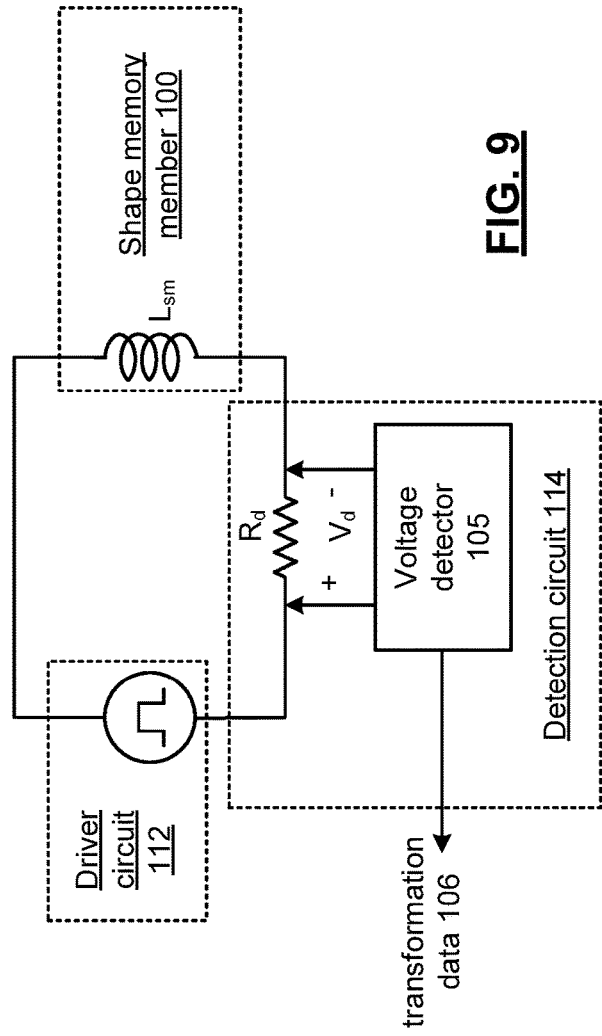 Shape memory
member 100
L_sm
Driver
circuit
112
R_d
+ V_d -
Voltage
detector
105
Detection circuit 114
transformation
data 106
FIG. 9